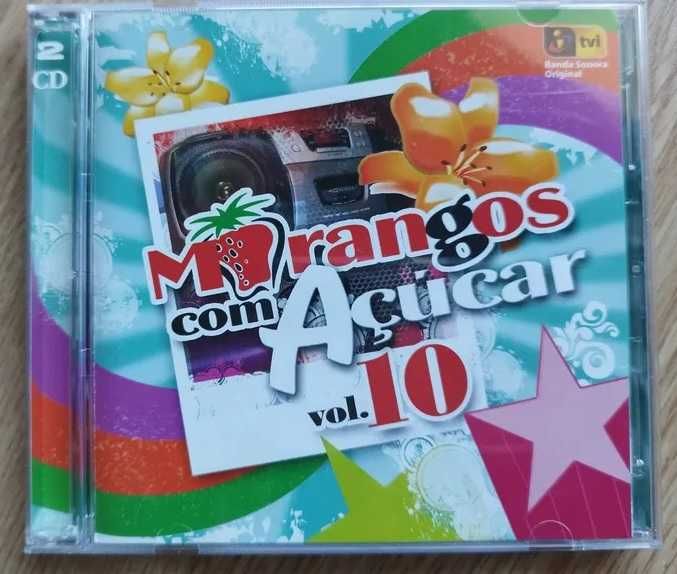 2
CD
tvi
Banda Sonora
Original
Morangos
com Açúcar
vol. 10